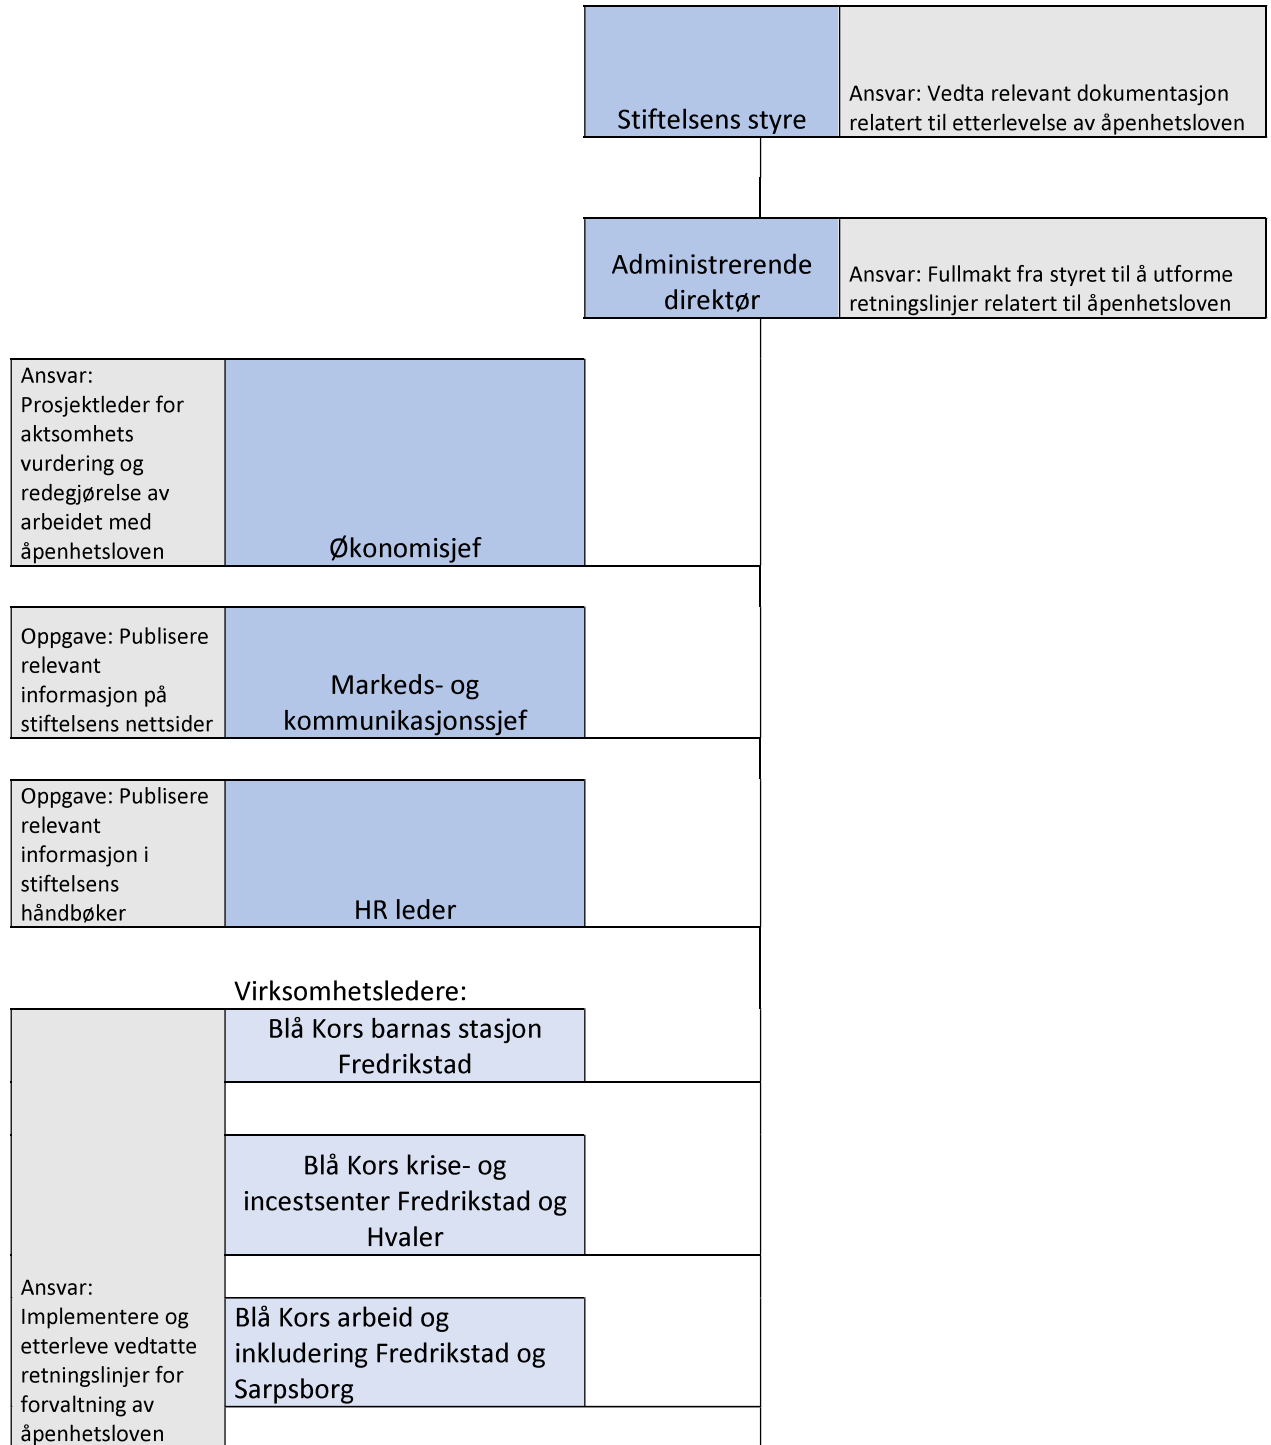 Stiftelsens styre
Ansvar: Vedta relevant dokumentasjon
relatert til etterlevelse av åpenhetsloven
Administrerende
direktør
Ansvar: Fullmakt fra styret til å utforme
retningslinjer relatert til åpenhetsloven
Ansvar:
Prosjektleder for
aktsomhets
vurdering og
redegjørelse av
arbeidet med
åpenhetsloven
Økonomisjef
Oppgave: Publisere
relevant
informasjon på
stiftelsens nettsider
Markeds- og
kommunikasjonssjef
Oppgave: Publisere
relevant
informasjon i
stiftelsens
håndbøker
HR leder
Virksomhetsledere:
Blå Kors barnas stasjon
Fredrikstad
Blå Kors krise- og
incestsenter Fredrikstad og
Hvaler
Ansvar:
Implementere og
etterleve vedtatte
retningslinjer for
forvaltning av
åpenhetsloven
Blå Kors arbeid og
inkludering Fredrikstad og
Sarpsborg